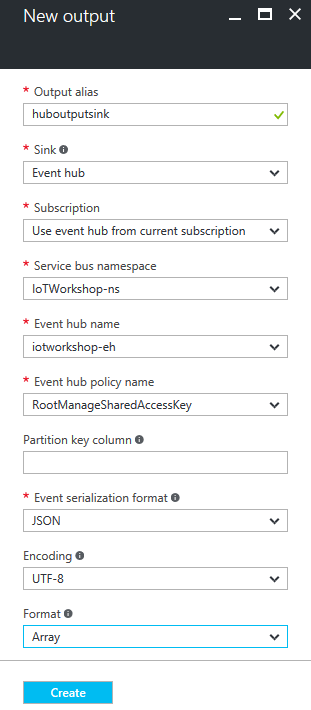 New output
* Output alias
huboutputsink
* Sink
Event hub
* Subscription
Use event hub from current subscription
* Service bus namespace
IoTWorkshop-ns
* Event hub name
iotworkshop-eh
* Event hub policy name
RootManageSharedAccessKey
Partition key column
* Event serialization format
JSON
Encoding
UTF-8
Format
Array
Create